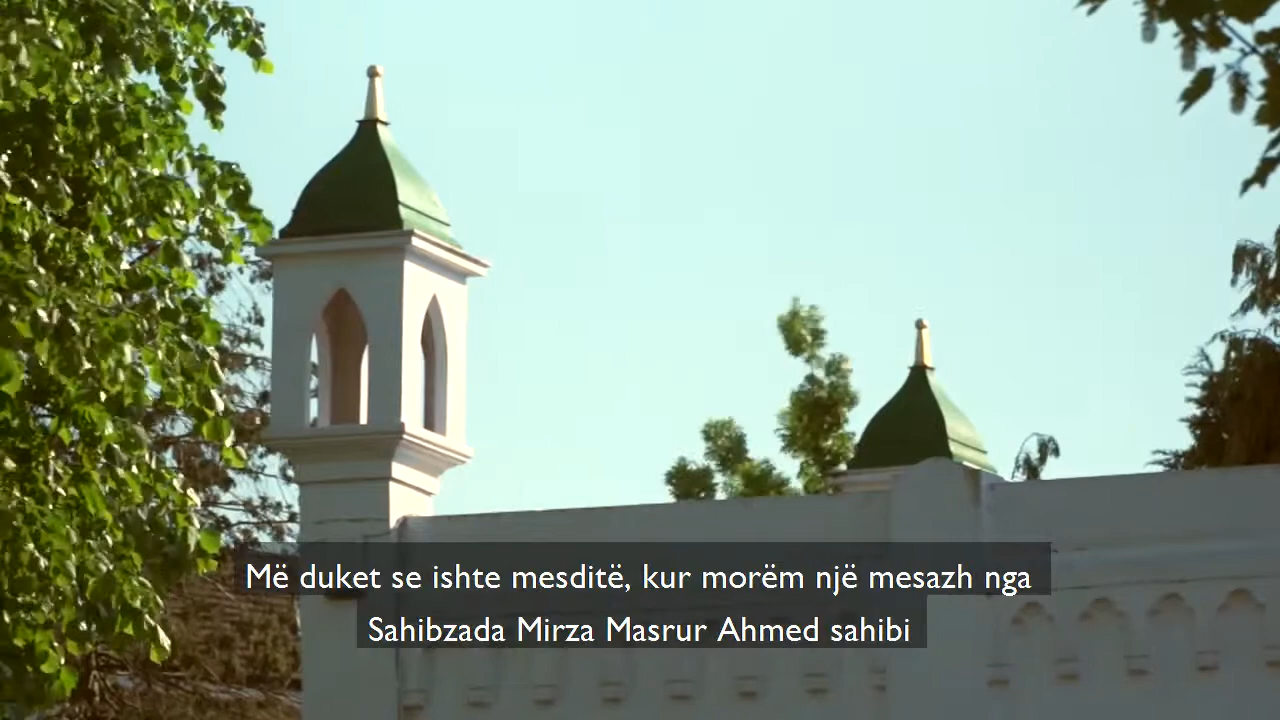 Më duket se ishte mesditë, kur morëm një mesazh nga
Sahibzada Mirza Masrur Ahmed sahibi